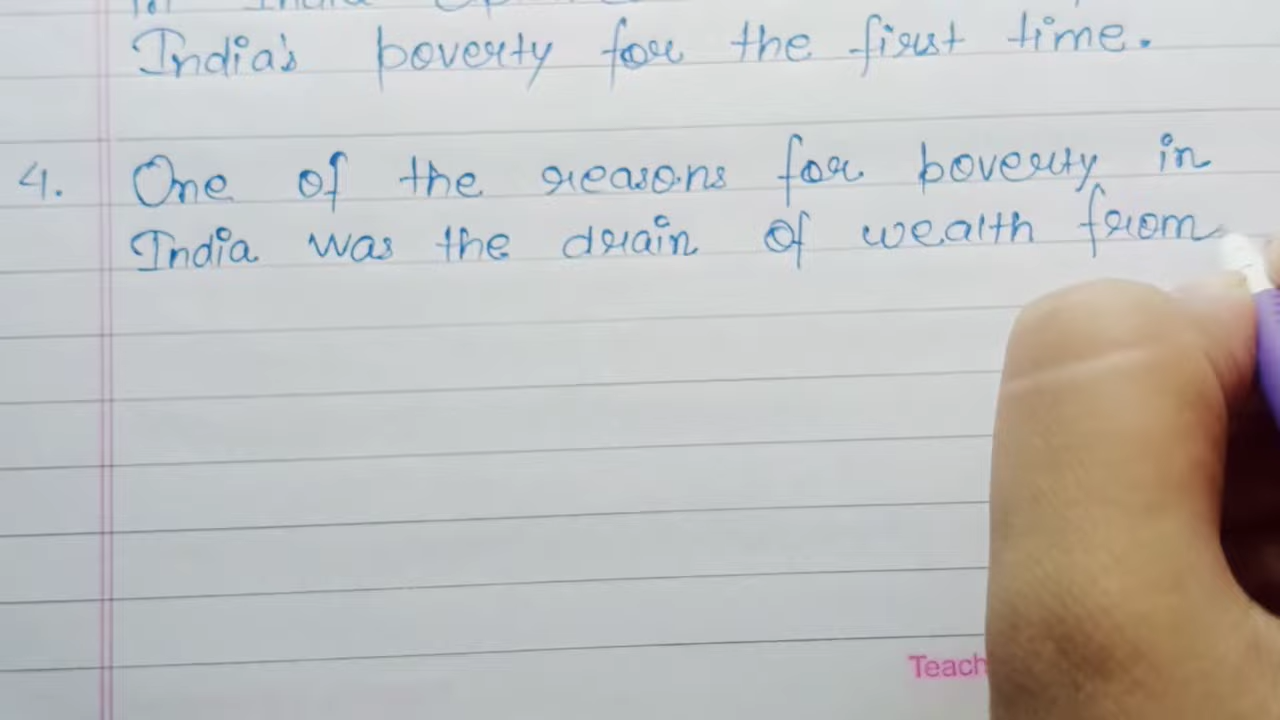 India's poverty for the first time.
4. One of the reasons for poverty in
India was the drain of wealth from
Teach